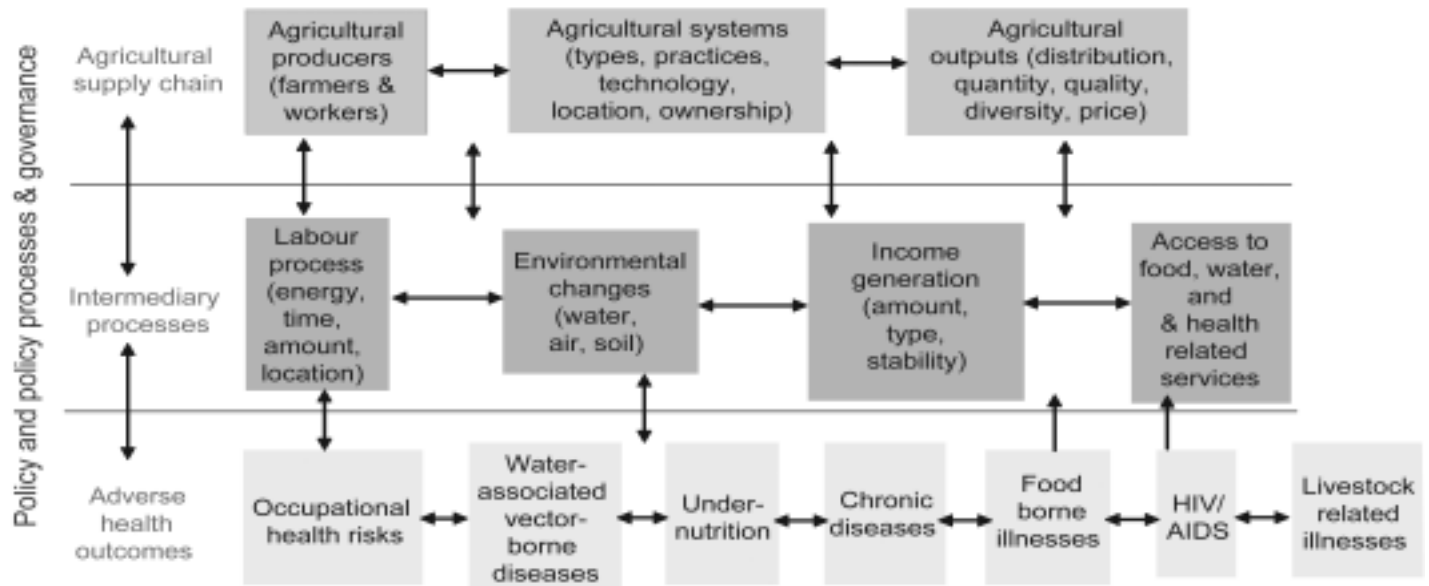 Policy and policy processes & governance
Agricultural
supply chain
Agricultural
producers
(farmers &
workers)
Agricultural systems
(types, practices,
technology,
location, ownership)
Agricultural
outputs (distribution,
quantity, quality,
diversity, price)
Intermediary
processes
Labour
process
(energy,
time,
amount,
location)
Environmental
changes
(water,
air, soil)
Income
generation
(amount,
type,
stability)
Access to
food, water,
and
& health
related
services
Adverse
health
outcomes
Occupational
health risks
Water-
associated
vector-
borne
diseases
Under-
nutrition
Chronic
diseases
Food
borne
illnesses
HIV/
AIDS
Livestock
related
illnesses